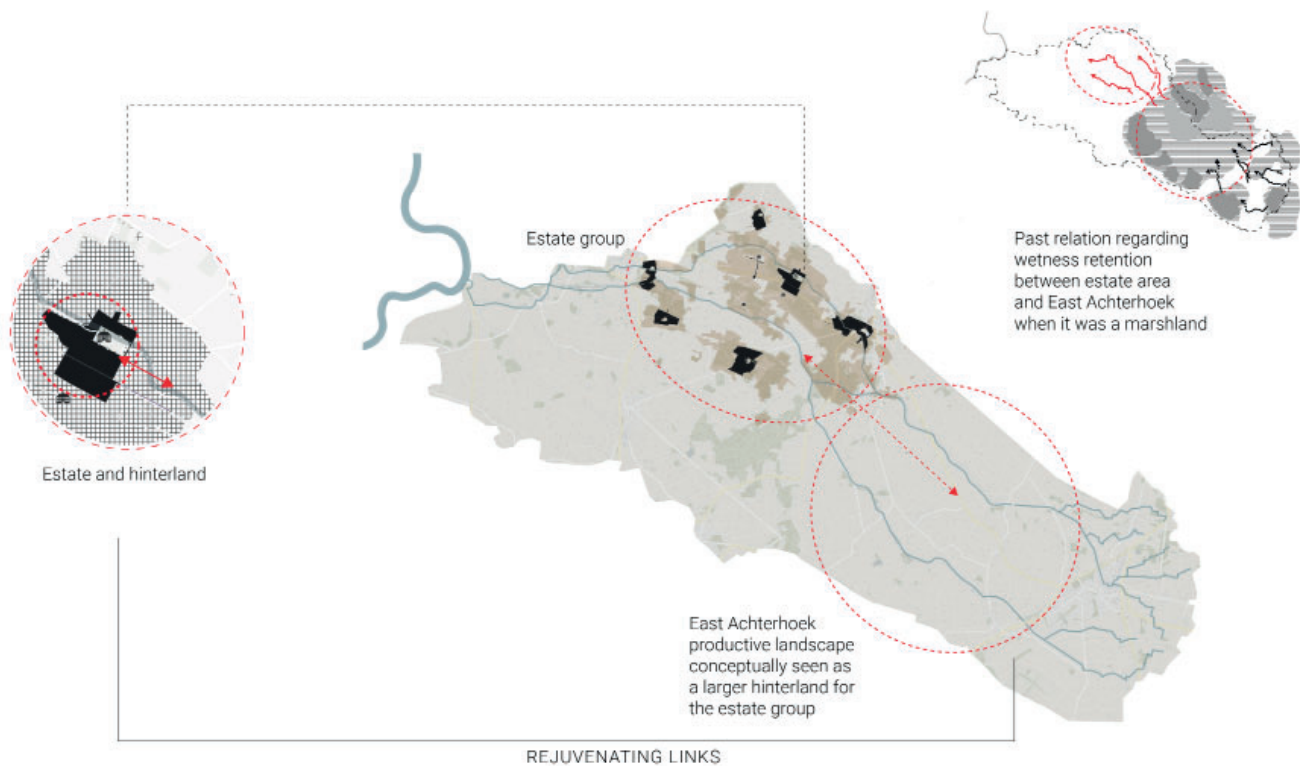 Estate group
Past relation regarding
wetness retention
between estate area
and East Achterhoek
when it was a marshland
Estate and hinterland
East Achterhoek
productive landscape
conceptually seen as
a larger hinterland for
the estate group
REJUVENATING LINKS